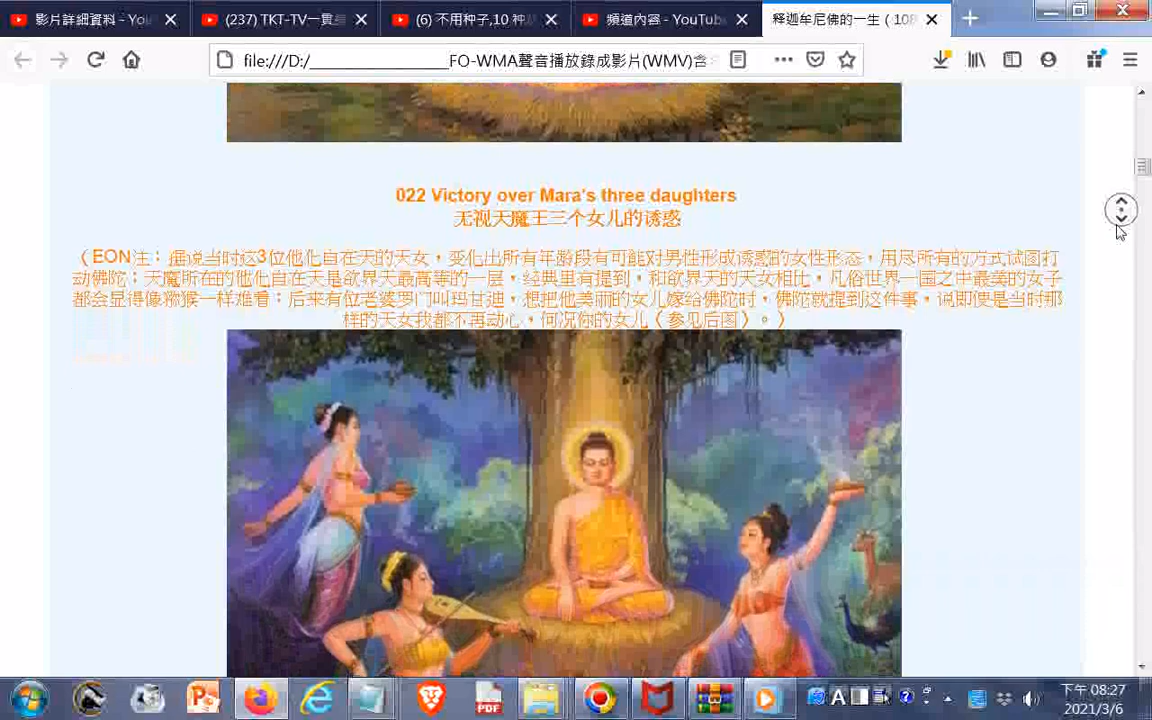 影片詳細資料 - You
(237) TKT-TV一貫
(6) 不用种子,10 种
頻道內容 - YouTub
释迦牟尼佛的一生 ( 108
file:///D:/________________FO-WMA聲音播放錄成影片(WMV)含
022 Victory over Mara's three daughters
无视天魔王三个女儿的诱惑
（EON注：据说当时这3位他化自在天的天女，变化出所有年龄段有可能对男性形成诱惑的女性形态，用尽所有的方式试图打
动佛陀；天魔所在的他化自在天是欲界天最高等的一层，经典里有提到，和欲界天的天女相比，凡俗世界一国之中最美的女子
都会显得像猕猴一样难看；后来有位老婆罗门叫玛甘迪，想把他美丽的女儿嫁给佛陀时，佛陀就提到这件事，说即便是当时那
样的天女我都不再动心，何况你的女儿（参见后图）。）
PDF
A
下午 08:27
2021/3/6